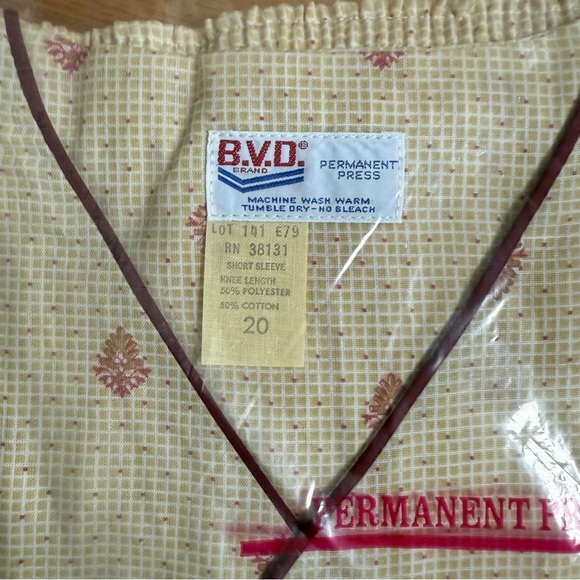 B.V.D.®
BRAND
PERMANENT
PRESS
MACHINE WASH WARM
TUMBLE DRY-NO BLEACH
LOT 141 E79
RN 38131
SHORT SLEEVE
KNEE LENGTH
50% POLYESTER
50% COTTON
20
PERMANENT PR